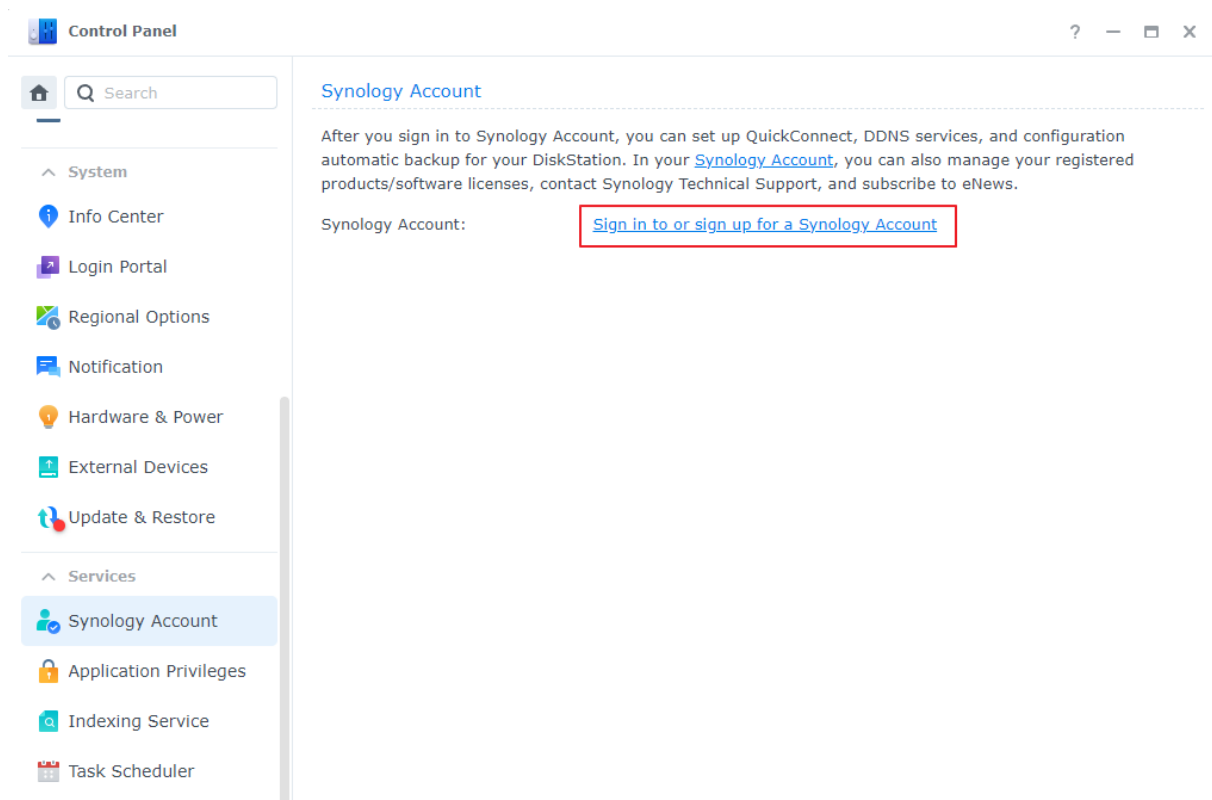 Control Panel
?
Search
Synology Account
After you sign in to Synology Account, you can set up QuickConnect, DDNS services, and configuration
automatic backup for your DiskStation. In your Synology Account, you can also manage your registered
products/software licenses, contact Synology Technical Support, and subscribe to eNews.
Synology Account: Sign in to or sign up for a Synology Account
System
Info Center
Login Portal
Regional Options
Notification
Hardware & Power
External Devices
Update & Restore
Services
Synology Account
Application Privileges
Indexing Service
Task Scheduler